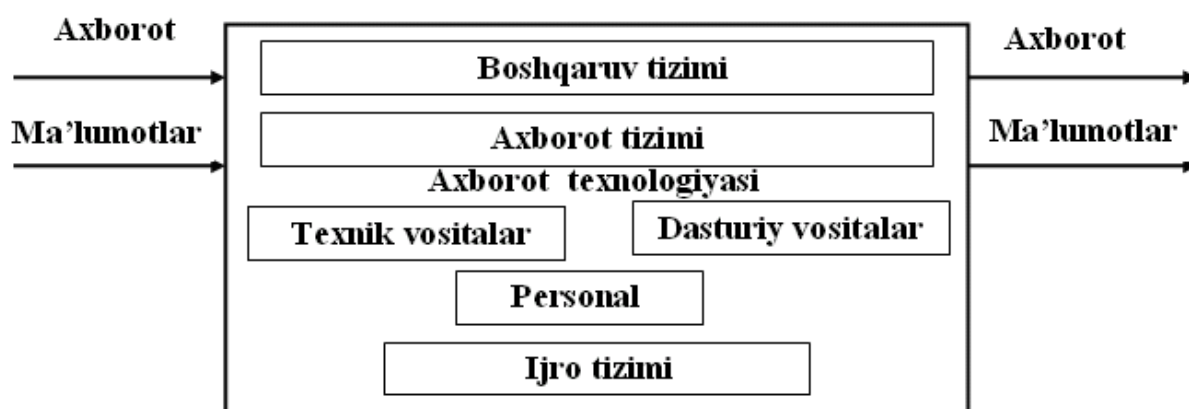 Axborot
Boshqaruv tizimi
Axborot
Ma’lumotlar
Axborot tizimi
Ma’lumotlar
Axborot texnologiyasi
Texnik vositalar
Dasturiy vositalar
Personal
Ijro tizimi